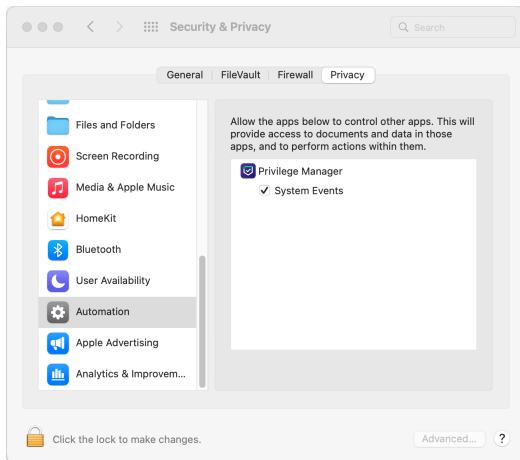 Security & Privacy
Search
General
FileVault
Firewall
Privacy
Files and Folders
Screen Recording
Media & Apple Music
HomeKit
Bluetooth
User Availability
Automation
Apple Advertising
Analytics & Improvem...
Allow the apps below to control other apps. This will
provide access to documents and data in those
apps, and to perform actions within them.
Privilege Manager
System Events
Click the lock to make changes.
Advanced...
?